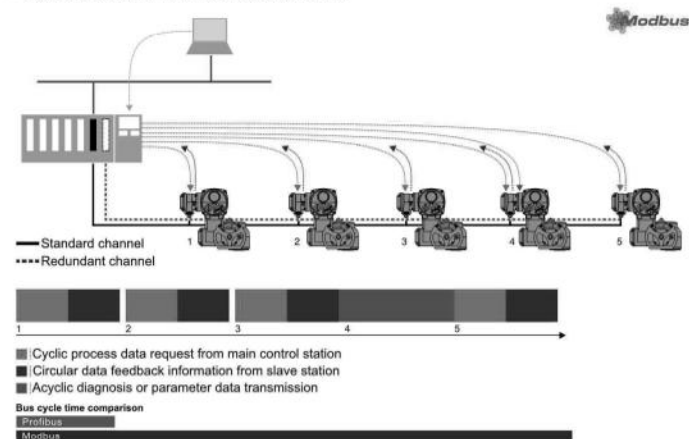 Modbus
1 2 3 4 5
Standard channel
Redundant channel
1 2 3 4 5
Cyclic process data request from main control station
Circular data feedback information from slave station
Acyclic diagnosis or parameter data transmission
Bus cycle time comparison
Profibus
Modbus